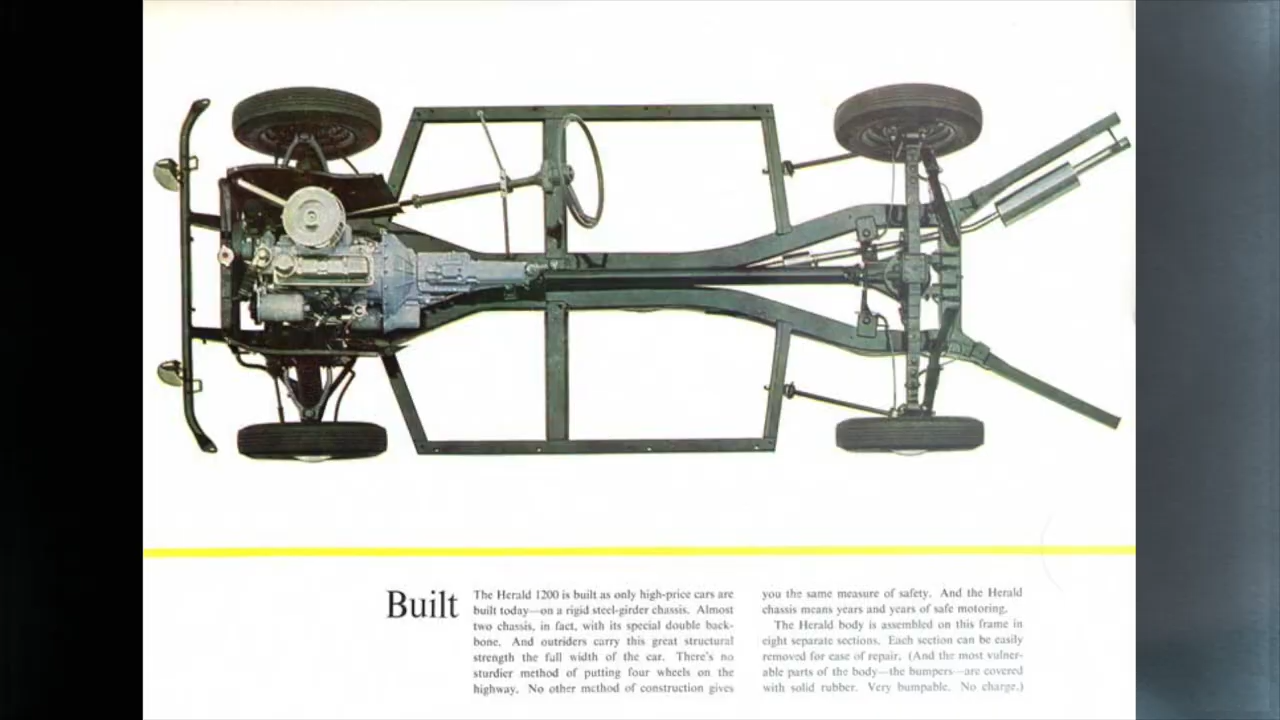 Built
The Herald 1200 is built as only high-price cars are
built today—on a rigid steel-girder chassis. Almost
two chassis, in fact, with its special double back-
bone. And outriders carry this great structural
strength the full width of the car. There's no
sturdier method of putting four wheels on the
highway. No other method of construction gives
you the same measure of safety. And the Herald
chassis means years and years of safe motoring.
The Herald body is assembled on this frame in
eight separate sections. Each section can be easily
removed for ease of repair. (And the most vulner-
able parts of the body—the bumpers—are covered
with solid rubber. Very bumpable. No charge.)